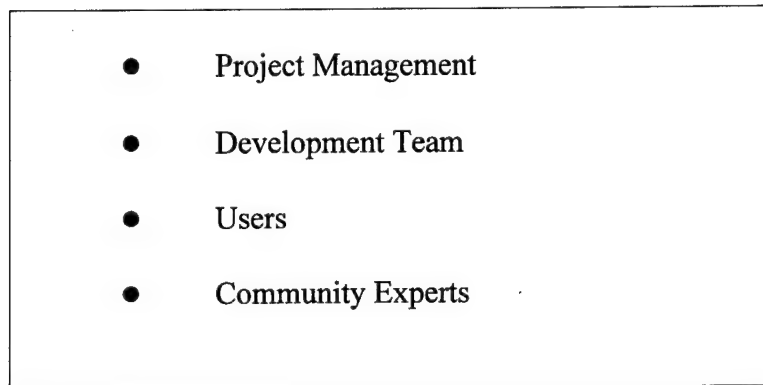 ● Project Management
● Development Team
● Users
● Community Experts